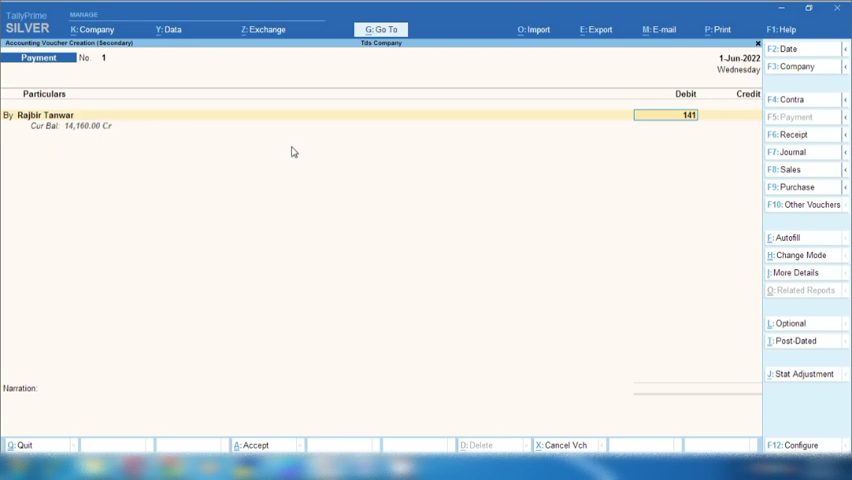 TallyPrime
MANAGE
SILVER
K: Company
Y: Data
Z: Exchange
G: Go To
O: Import
E: Export
M: E-mail
P: Print
F1: Help
Accounting Voucher Creation (Secondary)
Tds Company
Payment No. 1
1-Jun-2022
Wednesday
Particulars
Debit
Credit
By Rajbir Tanwar
141
Cur Bal: 14,160.00 Cr
Narration:
F2: Date
F3: Company
F4: Contra
F5: Payment
F6: Receipt
F7: Journal
F8: Sales
F9: Purchase
F10: Other Vouchers
F: Autofill
H: Change Mode
I: More Details
O: Related Reports
L: Optional
T: Post-Dated
J: Stat Adjustment
Q: Quit
A: Accept
D: Delete
X: Cancel Vch
F12: Configure